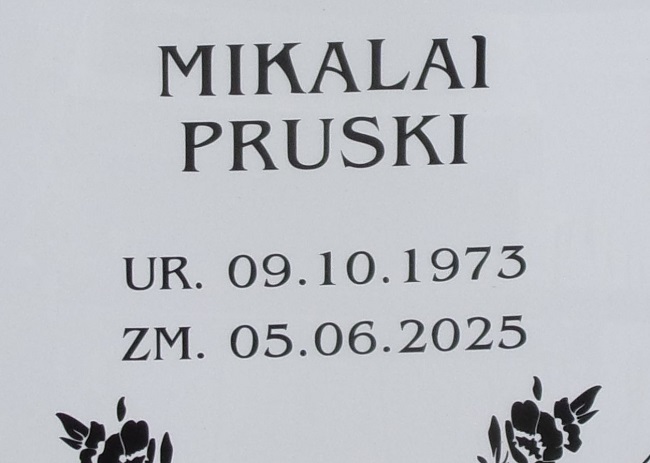 MIKALAI
PRUSKI
UR. 09.10.1973
ZM. 05.06.2025